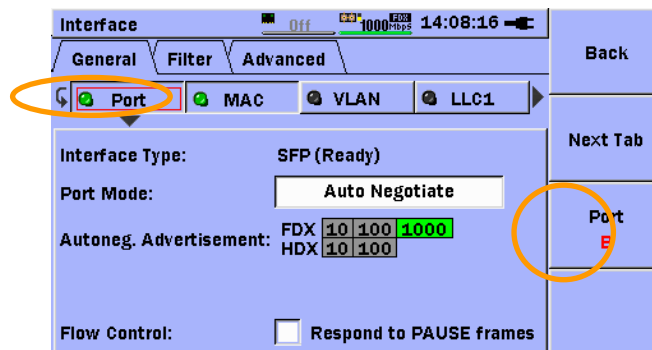 Interface Off 1000 FDX Mbps 14:08:16
General Filter Advanced
Port MAC VLAN LLC1
Interface Type: SFP (Ready)
Port Mode: Auto Negotiate
Autoneg. Advertisement: FDX 10 100 1000
HDX 10 100
Flow Control: Respond to PAUSE frames
Back
Next Tab
Port
B